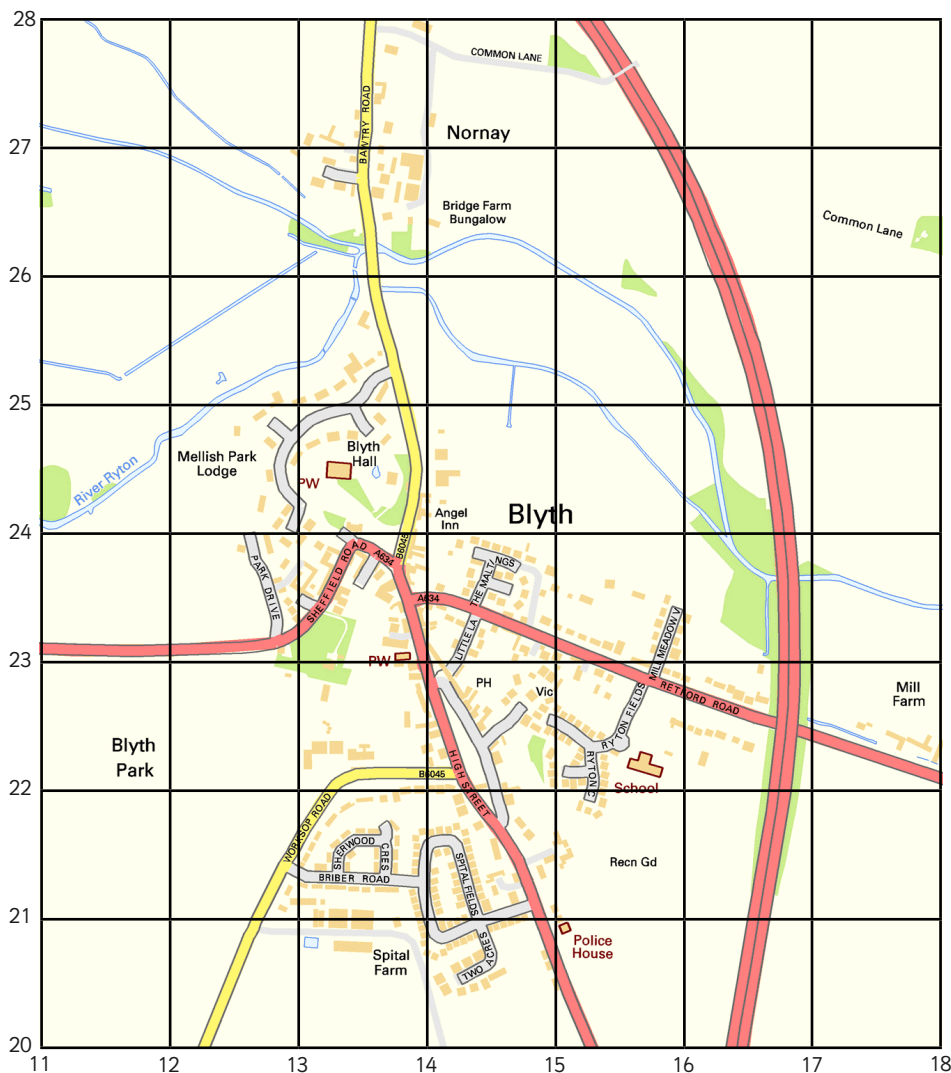 28
COMMON LANE
BAWTRY ROAD
Nornay
27
Bridge Farm
Bungalow
Common Lane
26
25
Mellish Park
Lodge
Blyth
Hall
PW
River Ryton
Angel
Inn
Blyth
24
B6045
SHEFFIELD ROAD A634
PARK DRIVE
THE MALTINGS
A634
LITTLE LA
MILL MEADOW V
23
PW
PH
Vic
RETFORD ROAD
Mill
Farm
RYTON FIELDS
Blyth
Park
RYTON C
School
B6045
HIGH STREET
22
WORKSOP ROAD
SHERWOOD CRES
BRIBER ROAD
SPITAL FIELDS
Recn Gd
21
Police
House
Spital
Farm
TWO ACRES
20
11 12 13 14 15 16 17 18